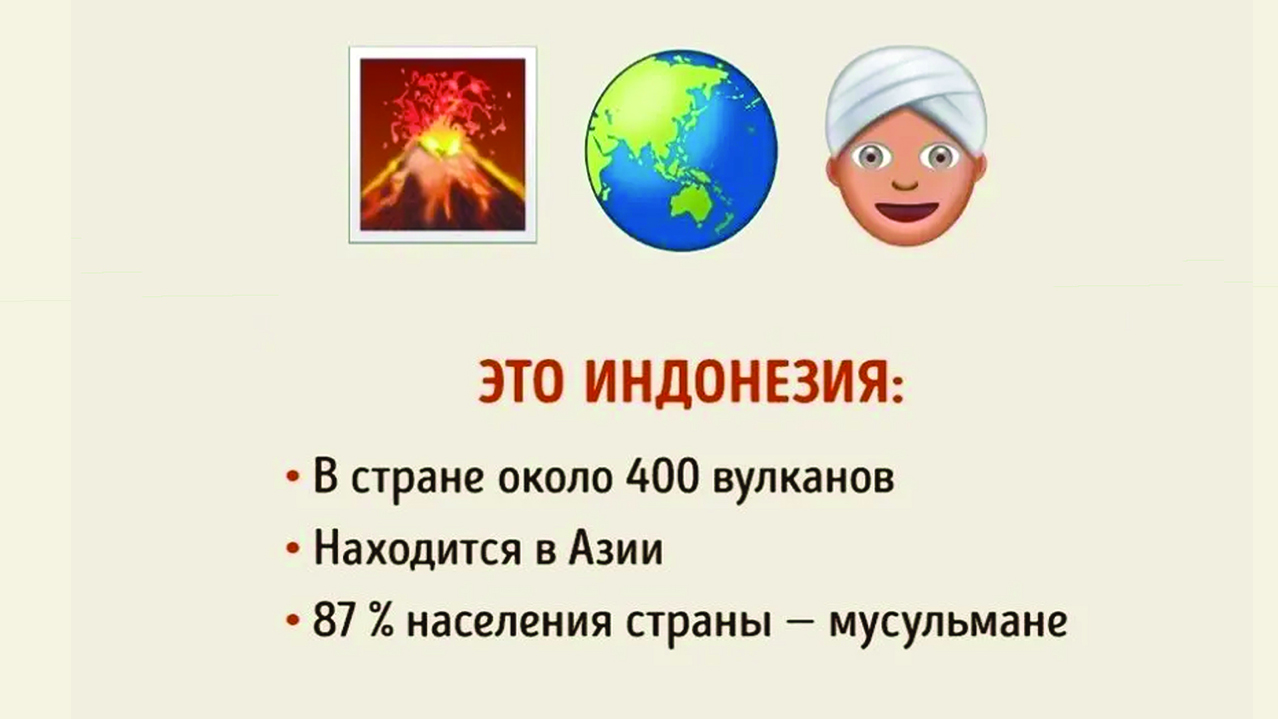 ЭТО ИНДОНЕЗИЯ:
• В стране около 400 вулканов
• Находится в Азии
• 87 % населения страны – мусульмане